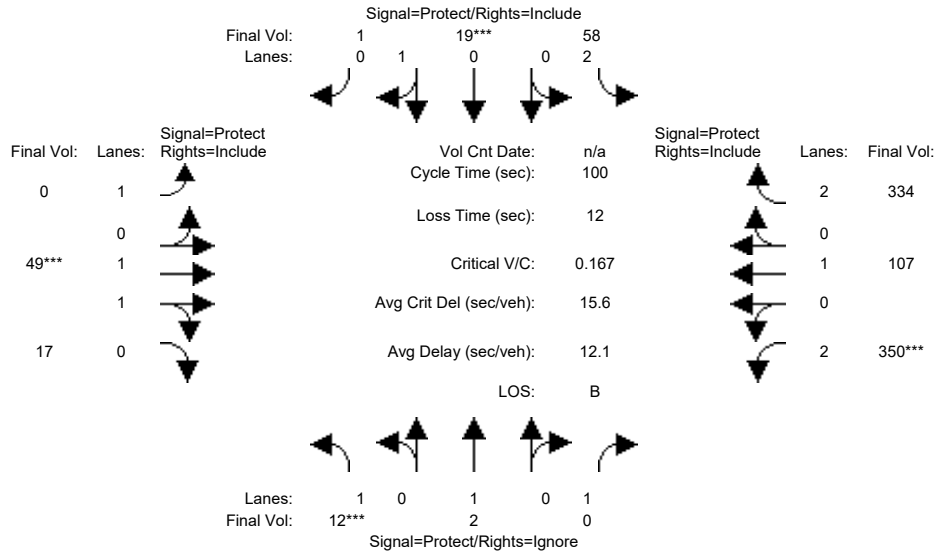 Signal=Protect/Rights=Include
Final Vol: 1 19*** 58
Lanes: 0 1 0 0 2
Signal=Protect
Final Vol: Lanes: Rights=Include
Vol Cnt Date: n/a
Signal=Protect
Rights=Include Lanes: Final Vol:
Cycle Time (sec): 100
0 1
2 334
Loss Time (sec): 12
0
0
49*** 1
Critical V/C: 0.167
1 107
1
Avg Crit Del (sec/veh): 15.6
0
17 0
Avg Delay (sec/veh): 12.1
2 350***
LOS: B
Lanes: 1 0 1 0 1
Final Vol: 12*** 2 0
Signal=Protect/Rights=Ignore